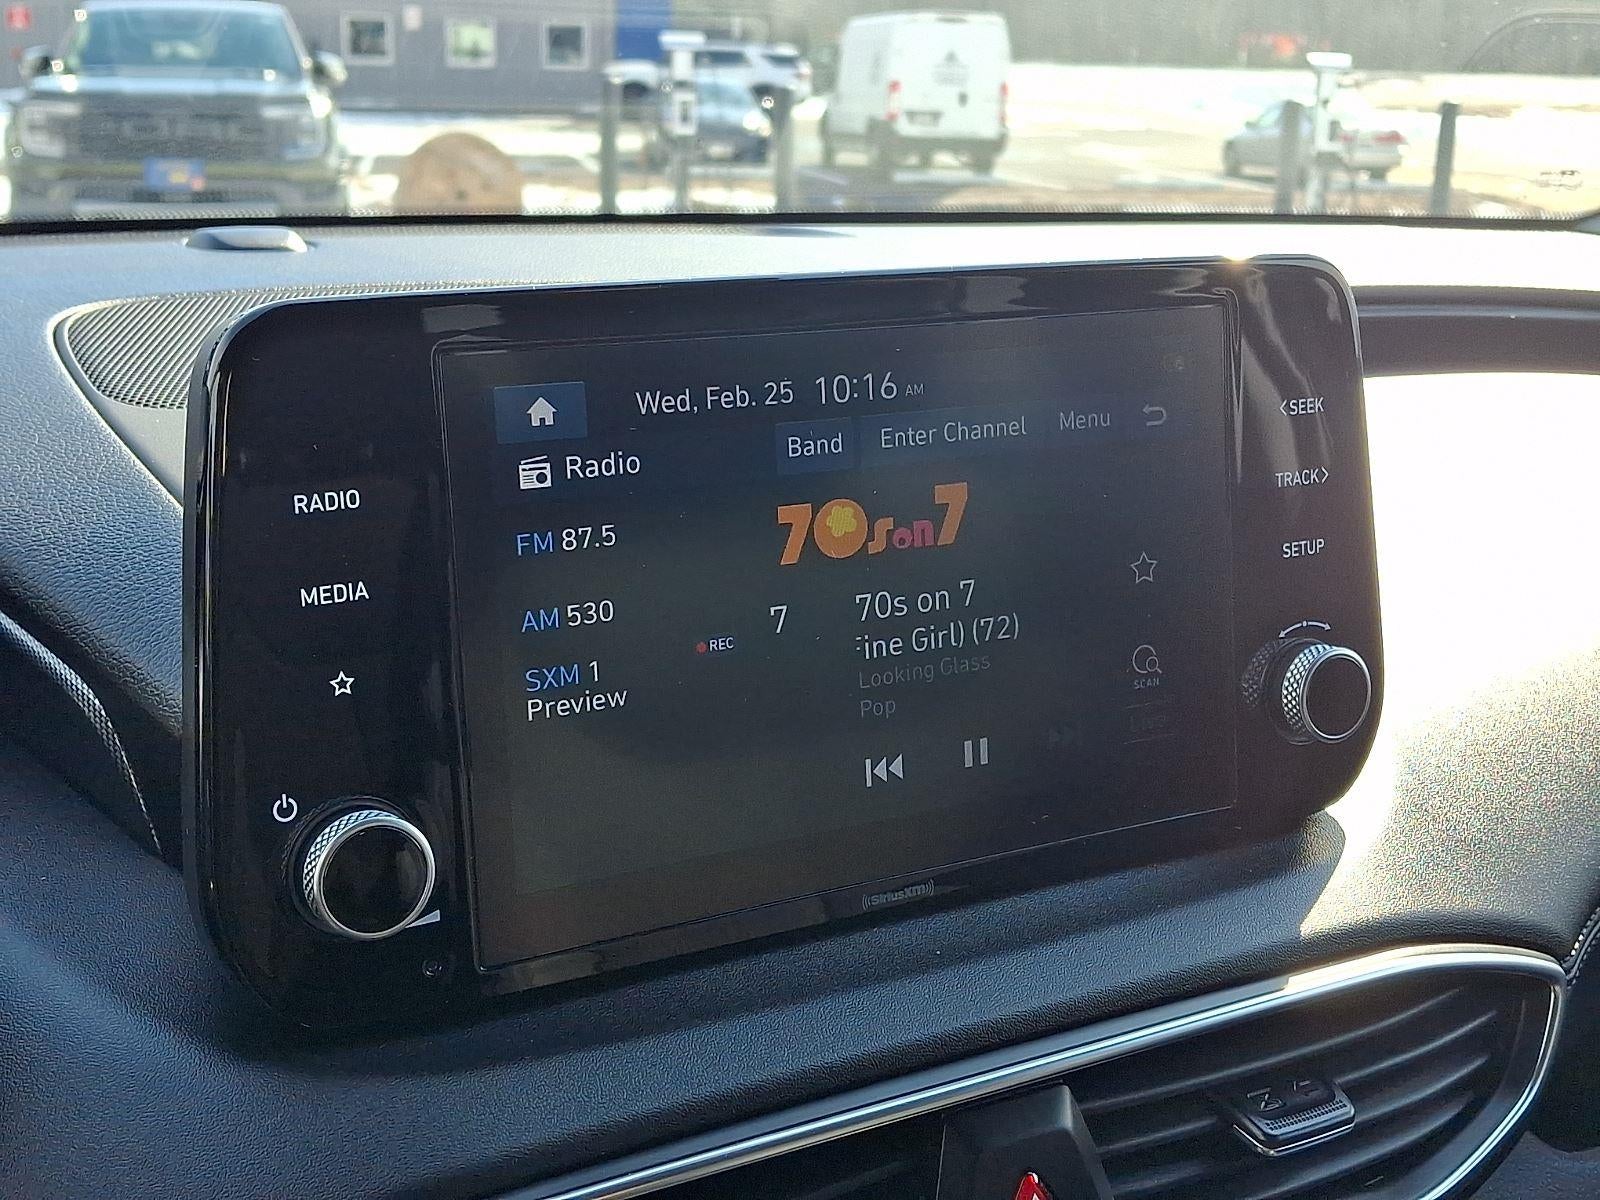 Wed, Feb. 25 10:16 AM
Band Enter Channel Menu
Radio
FM 87.5
AM 530
SXM 1
Preview
70s on 7
REC
7
70s on 7
ine Girl) (72)
Looking Glass
Pop
SCAN
((SiriusXM))
RADIO
MEDIA
<SEEK
TRACK>
SETUP